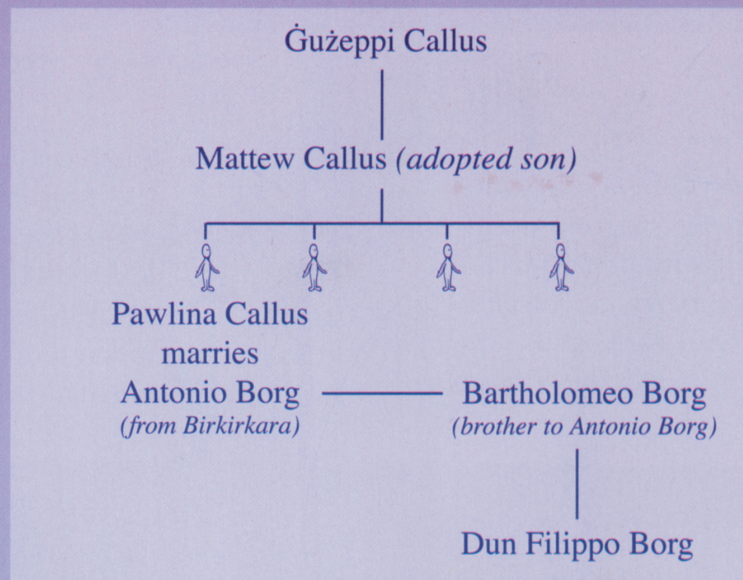 Ġużeppi Callus
Mattew Callus (adopted son)
Pawlina Callus
marries
Antonio Borg
(from Birkirkara)
Bartholomeo Borg
(brother to Antonio Borg)
Dun Filippo Borg